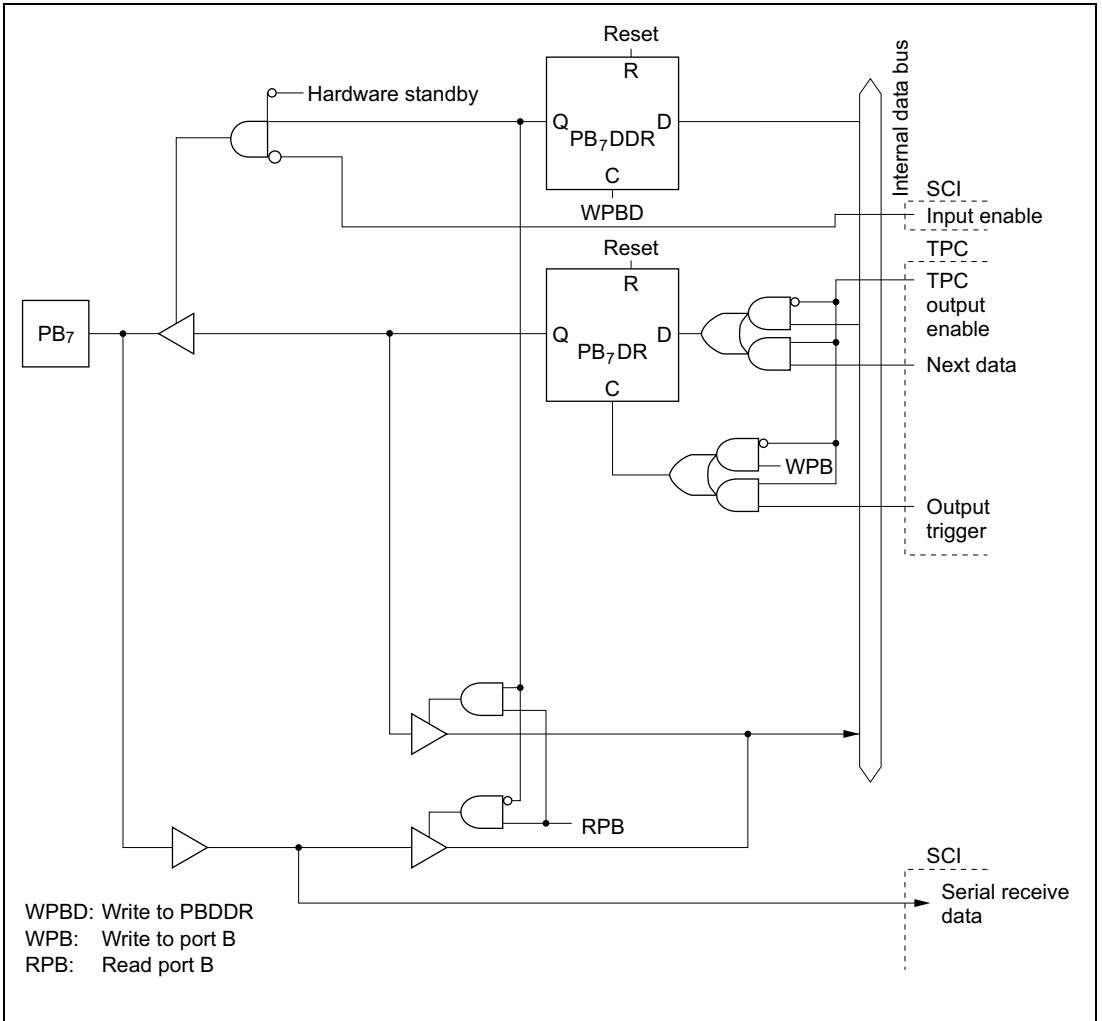 Reset
R
Hardware standby
Q
D
PB7DDR
C
WPBD
Internal data bus
SCI
Input enable
Reset
R
TPC
TPC
output
enable
PB7
Q
D
PB7DR
C
Next data
WPB
Output
trigger
RPB
SCI
Serial receive
data
WPBD: Write to PBDDR
WPB: Write to port B
RPB: Read port B